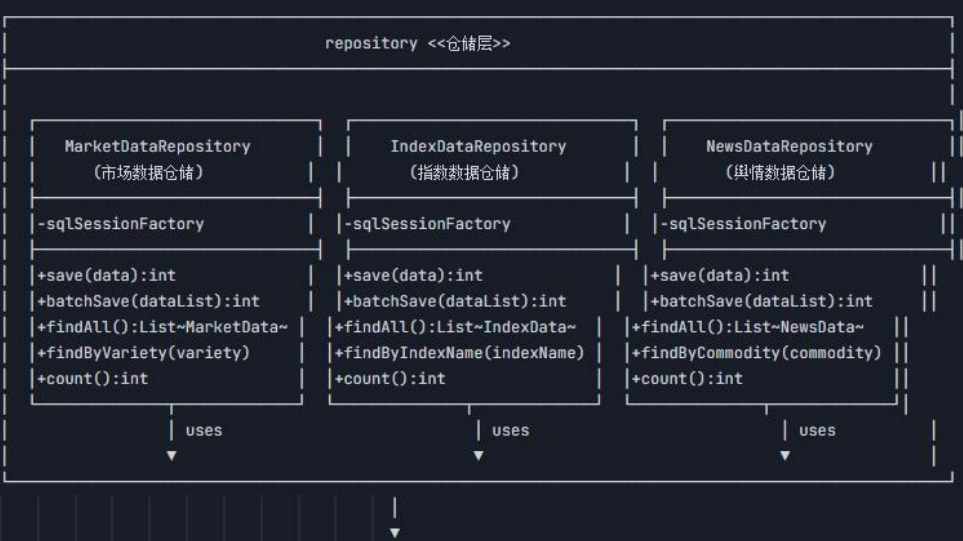 repository <<仓储层>>
MarketDataRepository
(市场数据仓储)
-sqlSessionFactory
+save(data):int
+batchSave(dataList):int
+findAll():List~MarketData~
+findByVariety(variety)
+count():int
uses
IndexDataRepository
(指数数据仓储)
-sqlSessionFactory
+save(data):int
+batchSave(dataList):int
+findAll():List~IndexData~
+findByIndexName(indexName)
+count():int
uses
NewsDataRepository
(舆情数据仓储)
-sqlSessionFactory
+save(data):int
+batchSave(dataList):int
+findAll():List~NewsData~
+findByCommodity(commodity)
+count():int
uses